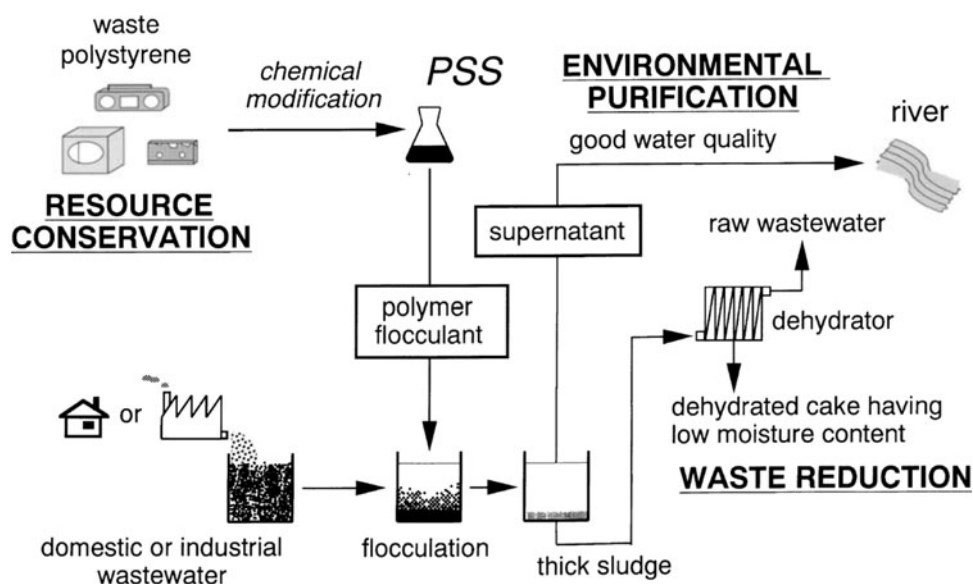 waste
polystyrene
chemical
modification
PSS
RESOURCE
CONSERVATION
ENVIRONMENTAL
PURIFICATION
good water quality
river
supernatant
raw wastewater
polymer
flocculant
dehydrator
or
dehydrated cake having
low moisture content
WASTE REDUCTION
domestic or industrial
wastewater
flocculation
thick sludge